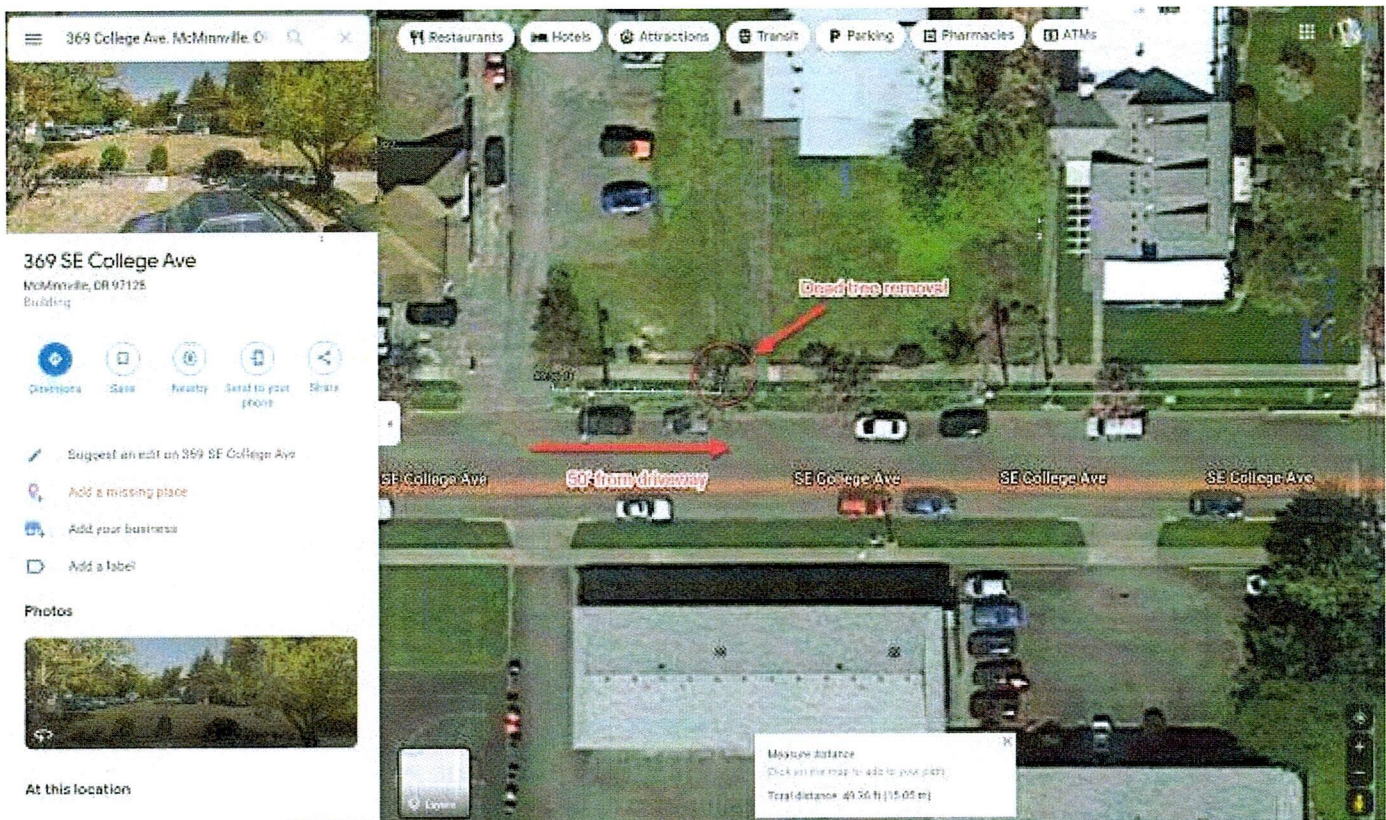 369 College Ave, McMinnville, O
Restaurants
Hotels
Attractions
Transit
Parking
Pharmacies
ATMs
369 SE College Ave
McMinnville, OR 97128
Building
Directions
Save
Nearby
Send to your
phone
Share
Suggest an edit on 369 SE College Ave
Add a missing place
Add your business
Add a label
Photos
At this location
Dead tree removal
50' from driveway
SE College Ave
SE College Ave
SE College Ave
SE College Ave
Layers
Measure distance
Click on the map to add to your path
Total distance: 49.36 ft (15.05 m)